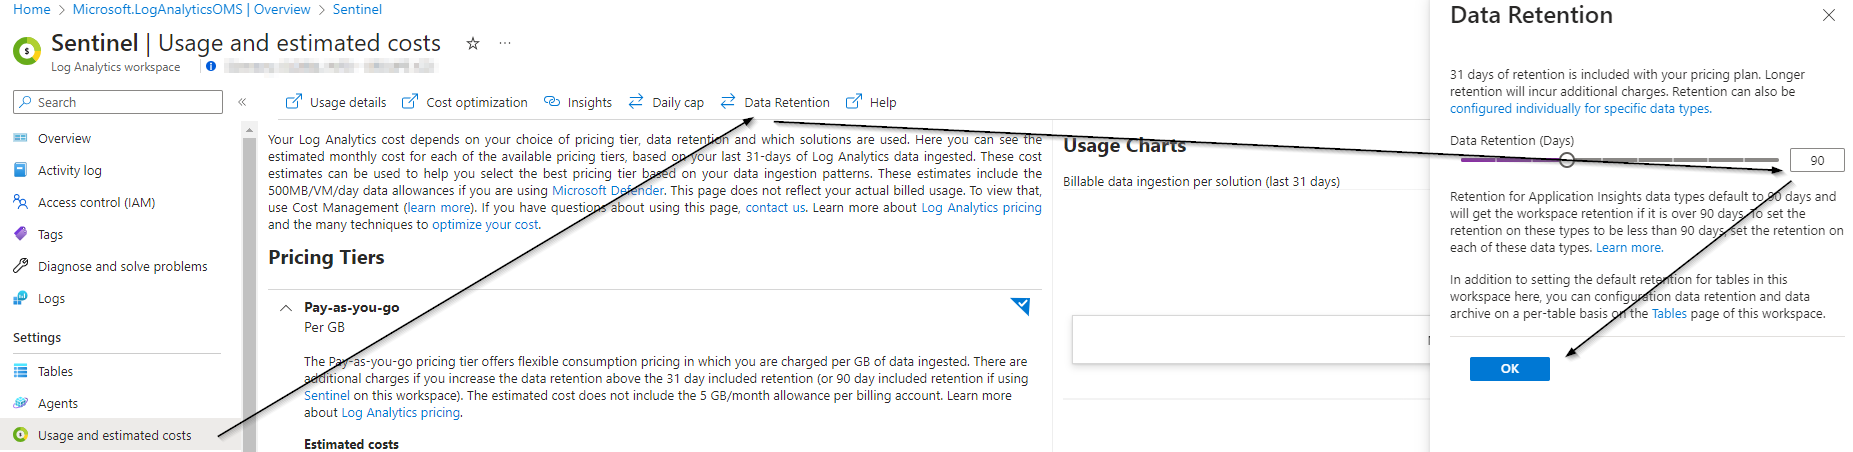 Home > Microsoft.LogAnalyticsOMS | Overview > Sentinel
Sentinel | Usage and estimated costs
Log Analytics workspace
Search
Overview
Activity log
Access control (IAM)
Tags
Diagnose and solve problems
Logs
Settings
Tables
Agents
Usage and estimated costs
Usage details
Cost optimization
Insights
Daily cap
Data Retention
Help
Your Log Analytics cost depends on your choice of pricing tier, data retention and which solutions are used. Here you can see the
estimated monthly cost for each of the available pricing tiers, based on your last 31-days of Log Analytics data ingested. These cost
estimates can be used to help you select the best pricing tier based on your data ingestion patterns. These estimates include the
500MB/VM/day data allowances if you are using Microsoft Defender. This page does not reflect your actual billed usage. To view that,
use Cost Management (learn more). If you have questions about using this page, contact us. Learn more about Log Analytics pricing
and the many techniques to optimize your cost.
Pricing Tiers
Pay-as-you-go
Per GB
The Pay-as-you-go pricing tier offers flexible consumption pricing in which you are charged per GB of data ingested. There are
additional charges if you increase the data retention above the 31 day included retention (or 90 day included retention if using
Sentinel on this workspace). The estimated cost does not include the 5 GB/month allowance per billing account. Learn more
about Log Analytics pricing.
Estimated costs
Usage Charts
Billable data ingestion per solution (last 31 days)
Data Retention
31 days of retention is included with your pricing plan. Longer
retention will incur additional charges. Retention can also be
configured individually for specific data types.
Data Retention (Days)
90
Retention for Application Insights data types default to 90 days and
will get the workspace retention if it is over 90 days. To set the
retention on these types to be less than 90 days, set the retention on
each of these data types. Learn more.
In addition to setting the default retention for tables in this
workspace here, you can configuration data retention and data
archive on a per-table basis on the Tables page of this workspace.
OK